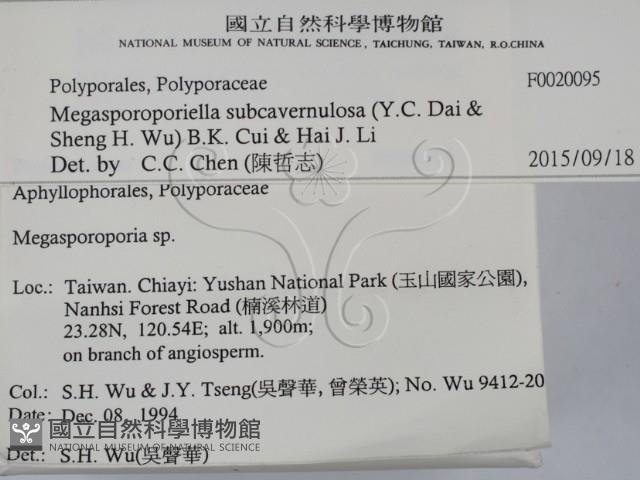 國立自然科學博物館
NATIONAL MUSEUM OF NATURAL SCIENCE, TAICHUNG, TAIWAN, R.O.CHINA
Polyporales, Polyporaceae F0020095
Megasporoporiella subcavernulosa (Y.C. Dai &
Sheng H. Wu) B.K. Cui & Hai J. Li
Det. by C.C. Chen (陳哲志) 2015/09/18
Aphyllophorales, Polyporaceae
Megasporoporia sp.
Loc.: Taiwan. Chiayi: Yushan National Park (玉山國家公園),
Nanhsi Forest Road (楠溪林道)
23.28N, 120.54E; alt. 1,900m;
on branch of angiosperm.
Col.: S.H. Wu & J.Y. Tseng(吳聲華, 曾榮英); No. Wu 9412-20
Date: Dec. 08, 1994
國立自然科學博物館
NATIONAL MUSEUM OF NATURAL SCIENCE
Det.: S.H. Wu(吳聲華)